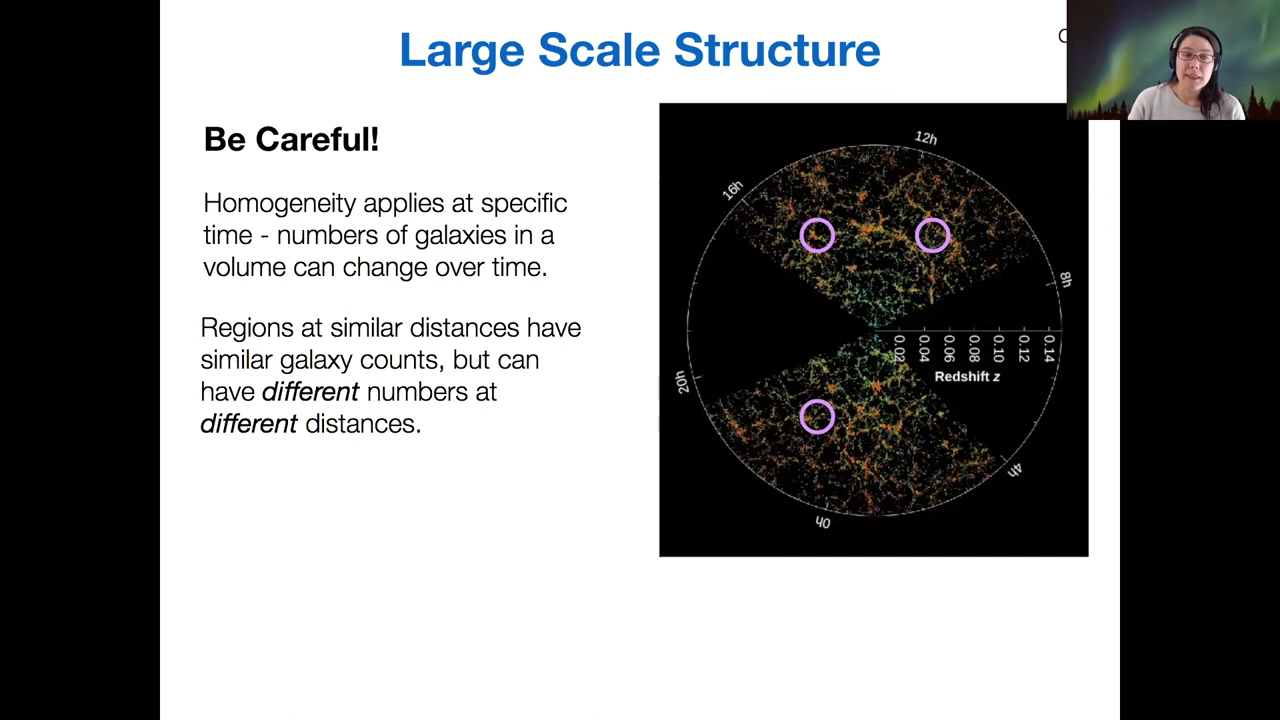 Large Scale Structure
Be Careful!
Homogeneity applies at specific
time - numbers of galaxies in a
volume can change over time.
Regions at similar distances have
similar galaxy counts, but can
have different numbers at
different distances.
12h
16h
8h
0.02 0.04 0.06 0.08 0.10 0.12 0.14
Redshift z
20h
4h
0h